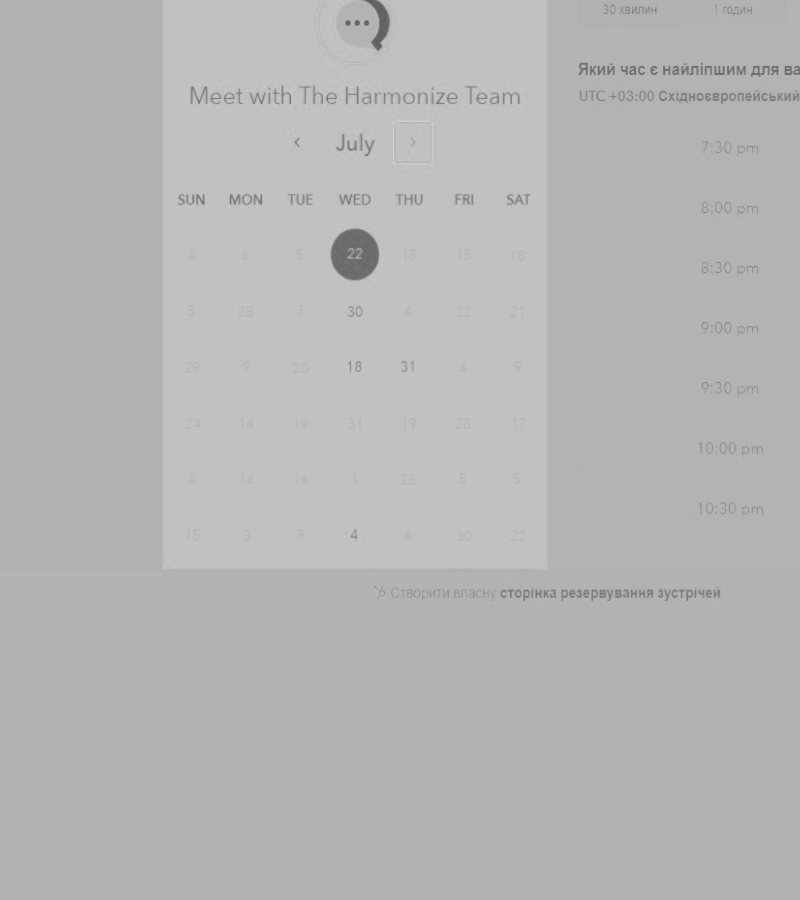 30 хвилин
1 годин
Meet with The Harmonize Team
‹ July ›
SUN MON TUE WED THU FRI SAT
6 6 5 22 15 15 18
5 28 7 30 4 22 21
29 9 20 18 31 4 9
24 14 19 31 19 28 17
6 16 16 1 25 5 5
15 3 9 4 6 30 22
Який час є найліпшим для ва
UTC +03:00 Східноєвропейський
7:30 pm
8:00 pm
8:30 pm
9:00 pm
9:30 pm
10:00 pm
10:30 pm
Створити власну сторінка резервування зустрічей